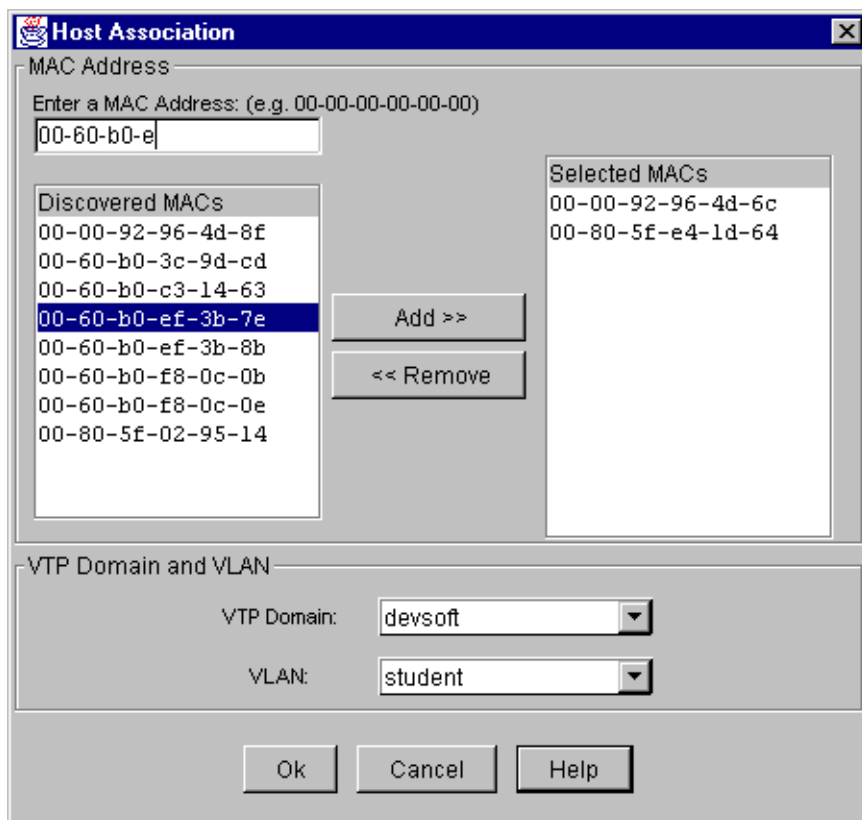 Host Association
MAC Address
Enter a MAC Address: (e.g. 00-00-00-00-00-00)
00-60-b0-e
Discovered MACs
00-00-92-96-4d-8f
00-60-b0-3c-9d-cd
00-60-b0-c3-14-63
00-60-b0-ef-3b-7e
00-60-b0-ef-3b-8b
00-60-b0-f8-0c-0b
00-60-b0-f8-0c-0e
00-80-5f-02-95-14
Add >>
<< Remove
Selected MACs
00-00-92-96-4d-6c
00-80-5f-e4-1d-64
VTP Domain and VLAN
VTP Domain: devsoft
VLAN: student
Ok Cancel Help